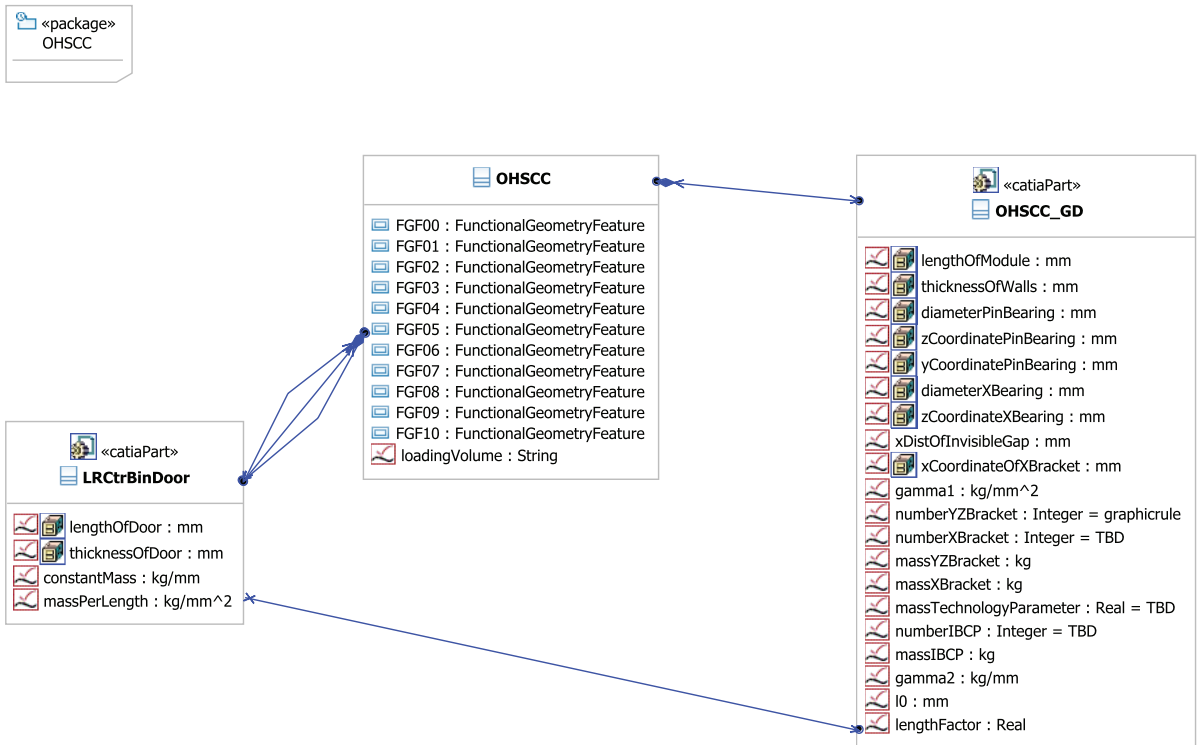 «package»
OHSCC
OHSCC
FGF00 : FunctionalGeometryFeature
FGF01 : FunctionalGeometryFeature
FGF02 : FunctionalGeometryFeature
FGF03 : FunctionalGeometryFeature
FGF04 : FunctionalGeometryFeature
FGF05 : FunctionalGeometryFeature
FGF06 : FunctionalGeometryFeature
FGF07 : FunctionalGeometryFeature
FGF08 : FunctionalGeometryFeature
FGF09 : FunctionalGeometryFeature
FGF10 : FunctionalGeometryFeature
loadingVolume : String
«catiaPart»
OHSCC_GD
lengthOfModule : mm
thicknessOfWalls : mm
diameterPinBearing : mm
zCoordinatePinBearing : mm
yCoordinatePinBearing : mm
diameterXBearing : mm
zCoordinateXBearing : mm
xDistOfInvisibleGap : mm
xCoordinateOfXBracket : mm
gamma1 : kg/mm^2
numberYZBracket : Integer = graphicrule
numberXBracket : Integer = TBD
massYZBracket : kg
massXBracket : kg
massTechnologyParameter : Real = TBD
numberIBCP : Integer = TBD
massIBCP : kg
gamma2 : kg/mm
l0 : mm
lengthFactor : Real
«catiaPart»
LRCtrBinDoor
lengthOfDoor : mm
thicknessOfDoor : mm
constantMass : kg/mm
massPerLength : kg/mm^2